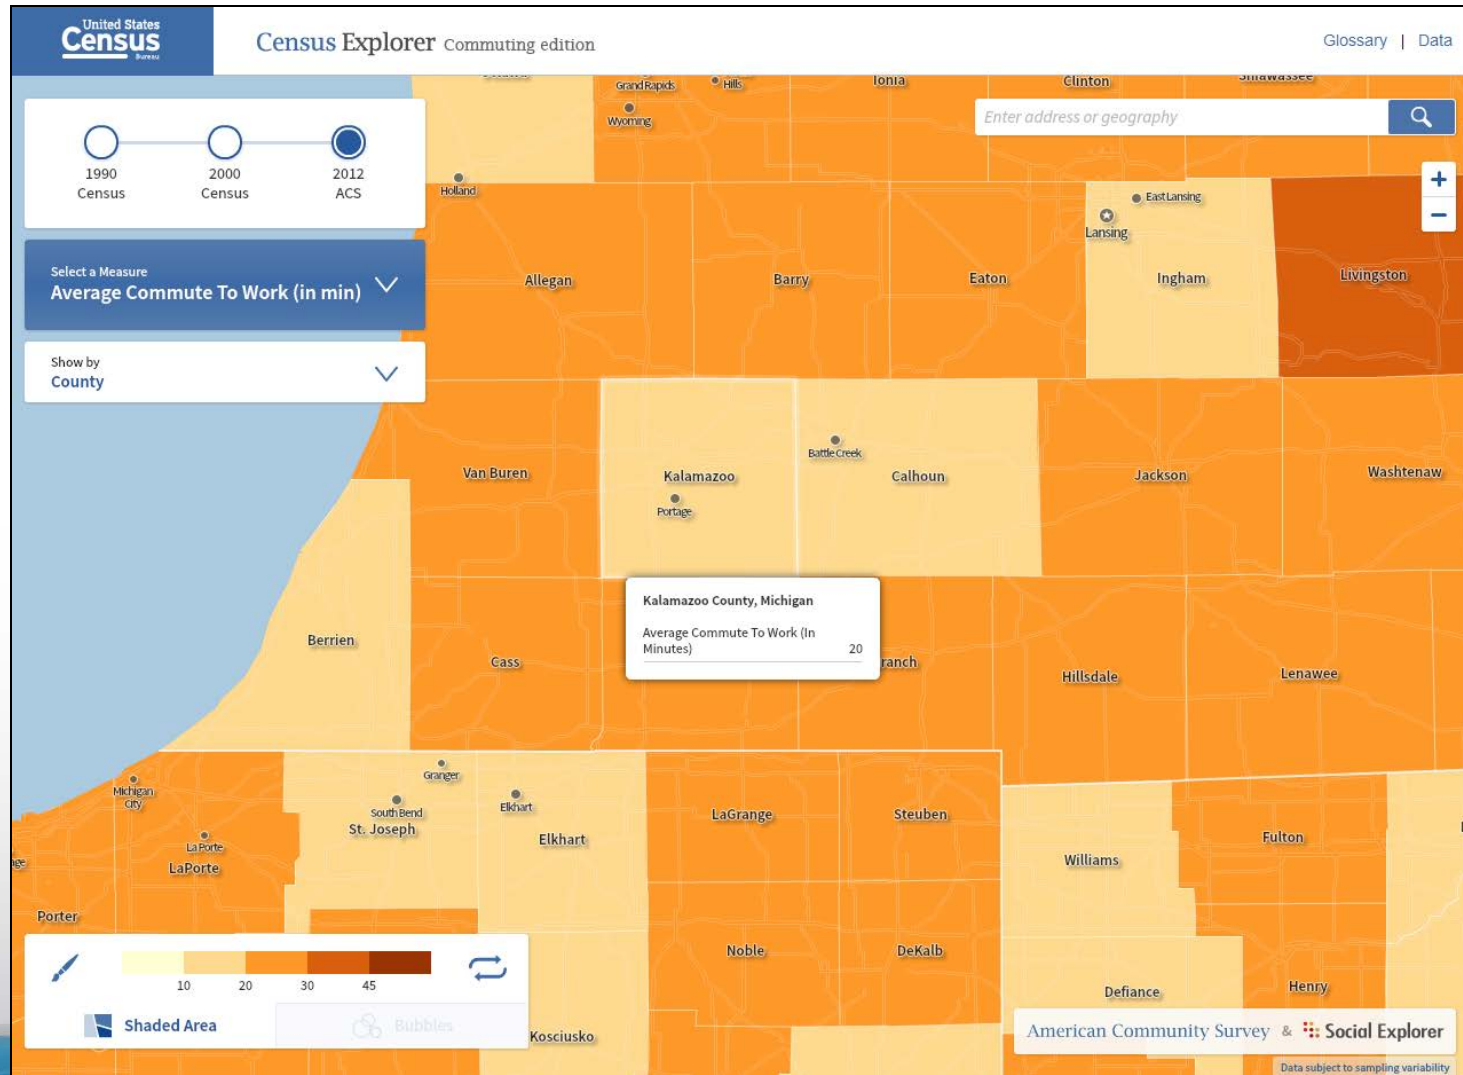 United States
Census
Bureau
Census Explorer Commuting edition
Glossary | Data
Grand Rapids
Hills
Ionia
Clinton
Shiawassee
Wyoming
Enter address or geography
1990
Census
2000
Census
2012
ACS
Holland
East Lansing
Lansing
+
−
Select a Measure
Average Commute To Work (in min)
Allegan
Barry
Eaton
Ingham
Livingston
Show by
County
Battle Creek
Van Buren
Kalamazoo
Calhoun
Jackson
Washtenaw
Portage
Kalamazoo County, Michigan
Average Commute To Work (In
Minutes) 20
Berrien
Cass
ranch
Hillsdale
Lenawee
Granger
Michigan
City
South Bend
St. Joseph
Elkhart
Elkhart
LaGrange
Steuben
La Porte
LaPorte
Williams
Fulton
Porter
Noble
DeKalb
10 20 30 45
Defiance
Henry
Shaded Area
Bubbles
Kosciusko
American Community Survey & Social Explorer
Data subject to sampling variability